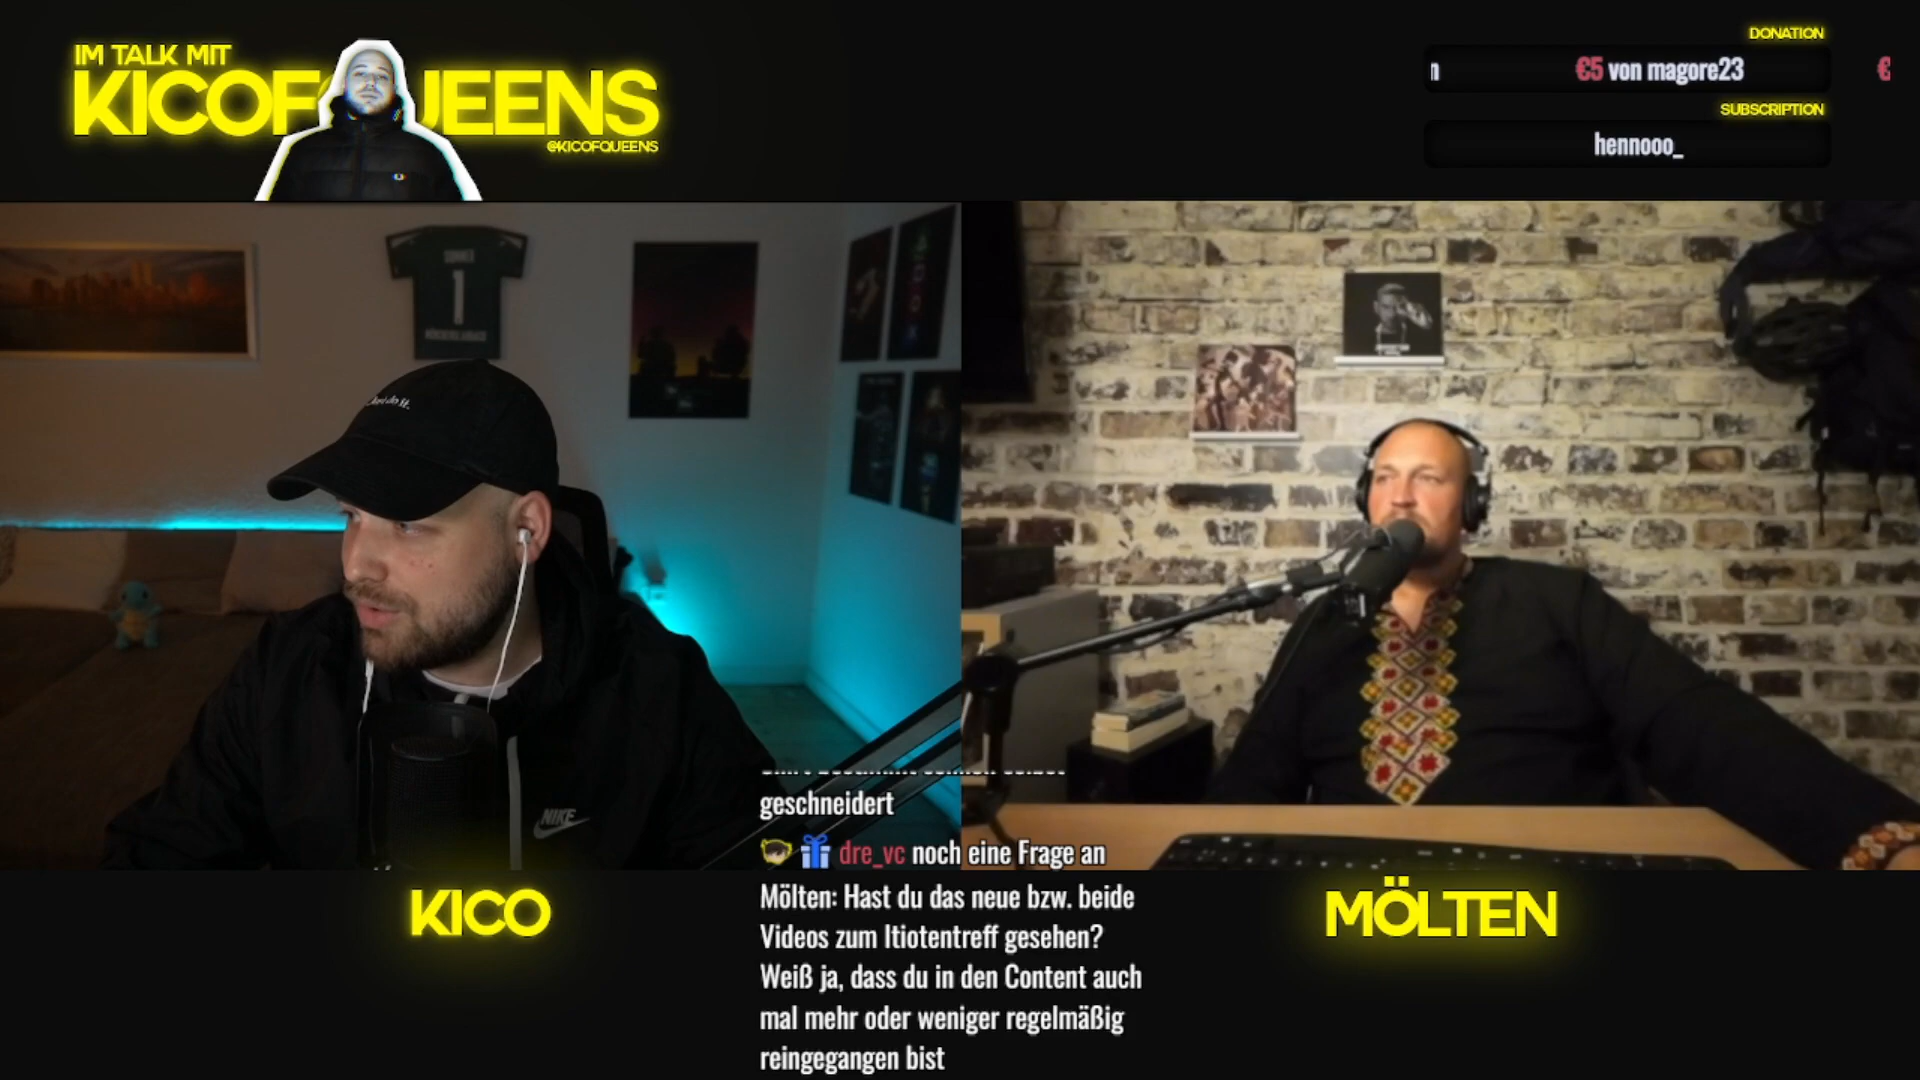 IM TALK MIT
@KICOFQUEENS
DONATION
€5 von magore23
€
SUBSCRIPTION
hennooo_
1
NIKE
geschneidert
dre_vc noch eine Frage an
Mölten: Hast du das neue bzw. beide
Videos zum Itiotentreff gesehen?
Weiß ja, dass du in den Content auch
mal mehr oder weniger regelmäßig
reingegangen bist
KICO
MÖLTEN